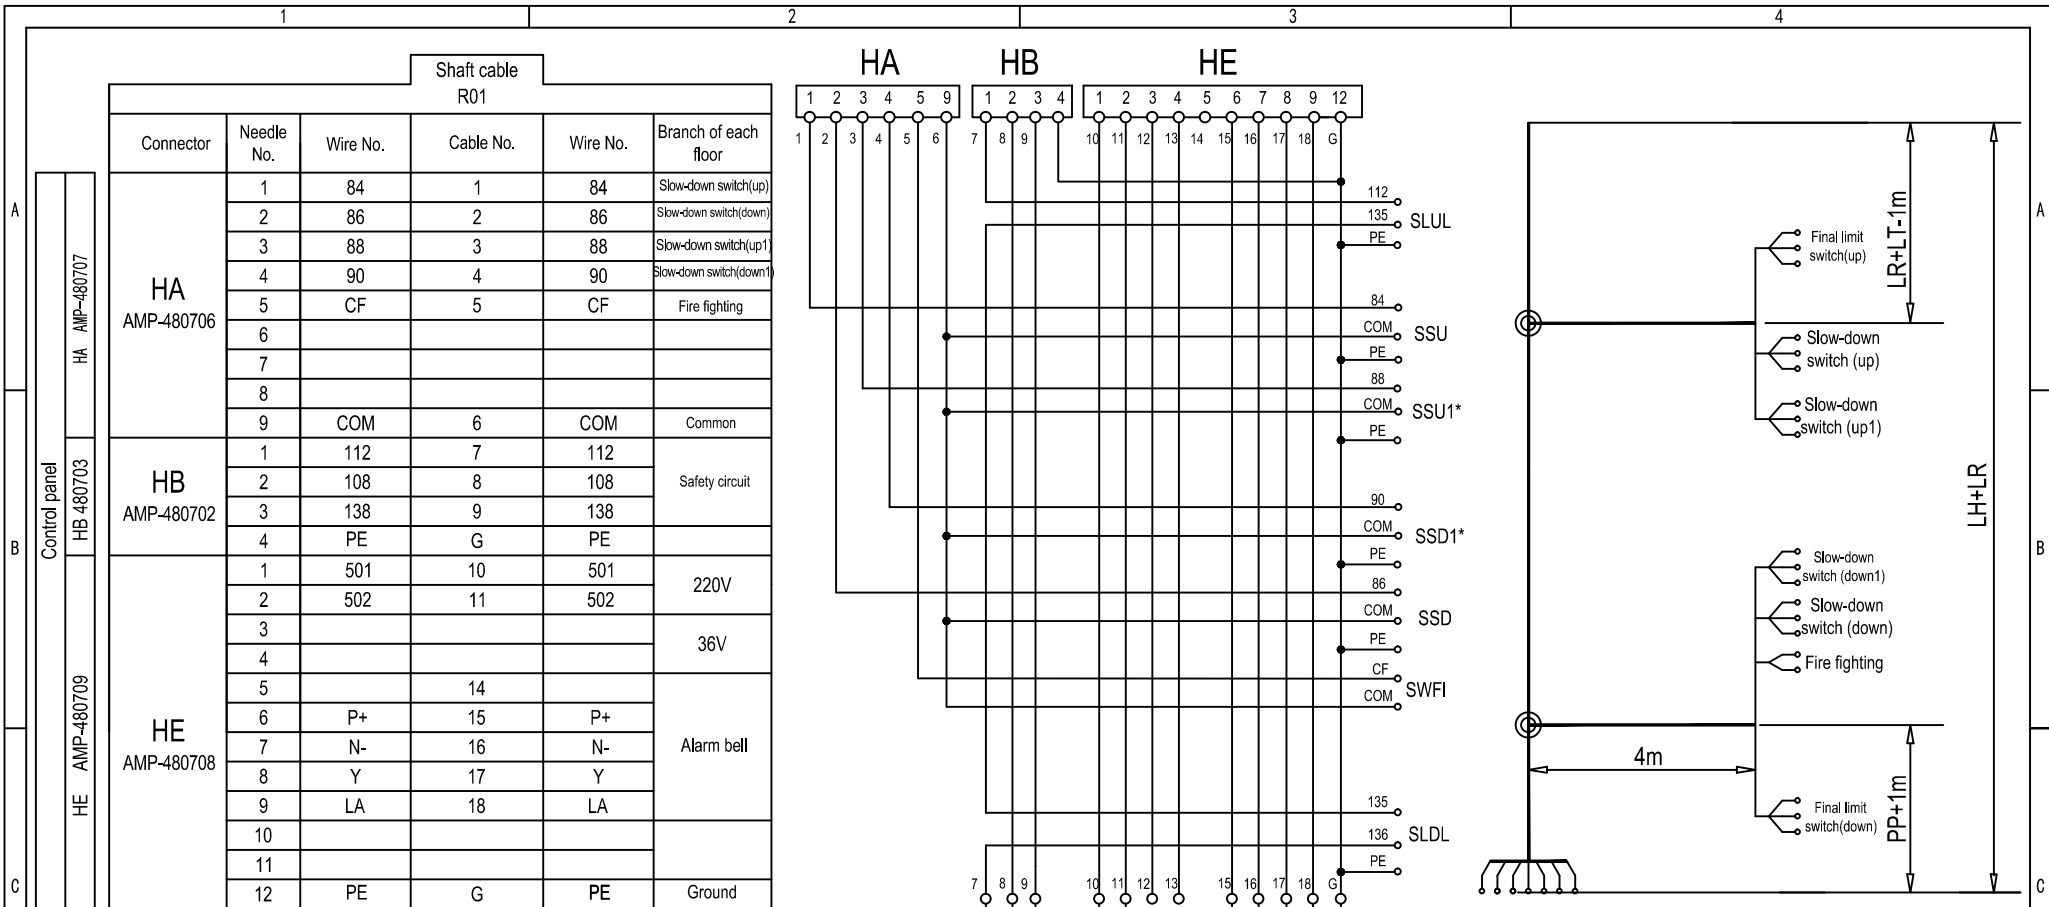 1 2 3 4
Shaft cable
R01
Connector Needle No. Wire No. Cable No. Wire No. Branch of each floor
Control panel
HA AMP-480707
HB 480703
HE AMP-480709
HA
AMP-480706
1 84 1 84 Slow-down switch(up)
2 86 2 86 Slow-down switch(down)
3 88 3 88 Slow-down switch(up1)
4 90 4 90 Slow-down switch(down1)
5 CF 5 CF Fire fighting
6
7
8
9 COM 6 COM Common
HB
AMP-480702
1 112 7 112
2 108 8 108 Safety circuit
3 138 9 138
4 PE G PE
HE
AMP-480708
1 501 10 501
220V
2 502 11 502
3
36V
4
5 14
6 P+ 15 P+
7 N- 16 N- Alarm bell
8 Y 17 Y
9 LA 18 LA
10
11
12 PE G PE Ground
HA HB HE
1 2 3 4 5 9 1 2 3 4 1 2 3 4 5 6 7 8 9 12
1 2 3 4 5 6 7 8 9 10 11 12 13 14 15 16 17 18 G
112
135 SLUL
PE
84
COM SSU
PE
88
COM SSU1*
PE
90
COM SSD1*
PE
86
COM SSD
PE
CF
SWFI
COM
135
136 SLDL
PE
7 8 9 10 11 12 13 15 16 17 18 G
Final limit
switch(up)
Slow-down
switch (up)
Slow-down
switch (up1)
Slow-down
switch (down1)
Slow-down
switch (down)
Fire fighting
Final limit
switch(down)
4m
LR+LT-1m
LH+LR
PP+1m
A A
B B
C C